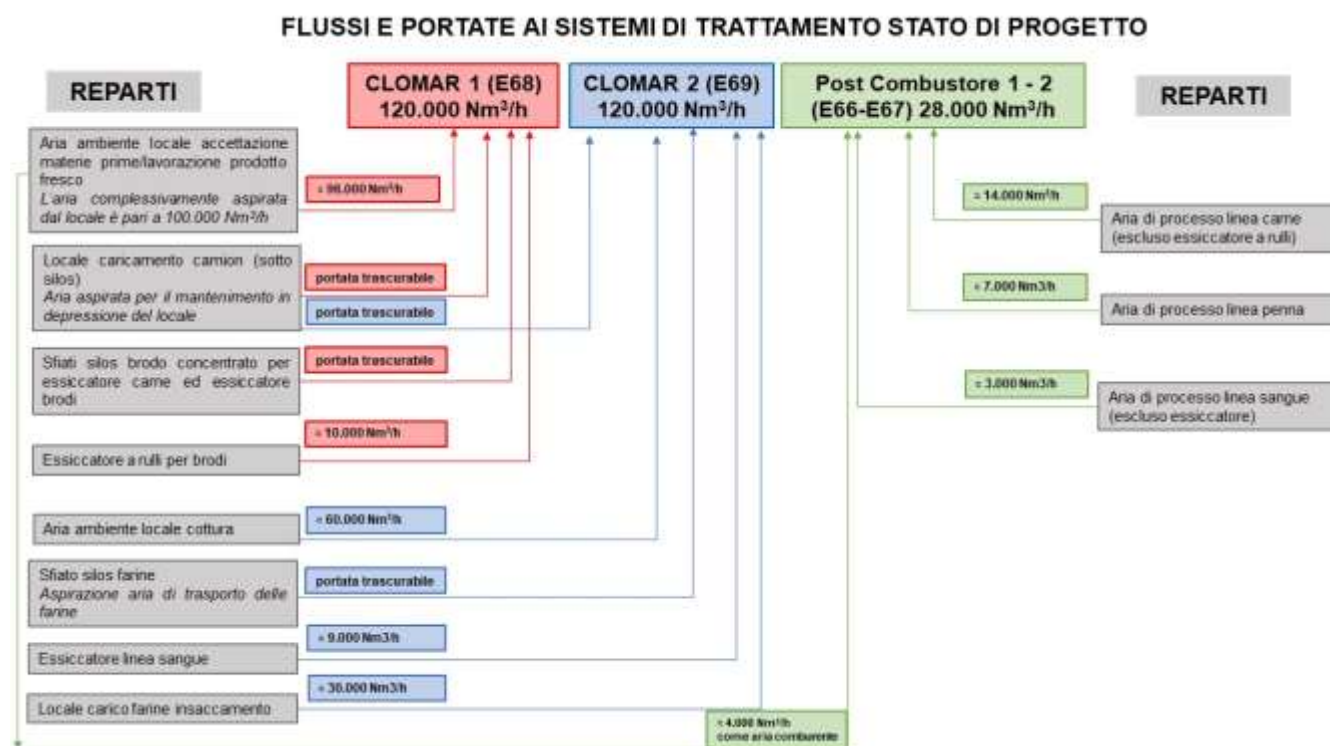 FLUSSI E PORTATE AI SISTEMI DI TRATTAMENTO STATO DI PROGETTO
REPARTI
CLOMAR 1 (E68)
120.000 Nm³/h
CLOMAR 2 (E69)
120.000 Nm³/h
Post Combustore 1 - 2
(E66-E67) 28.000 Nm³/h
REPARTI
Aria ambiente locale accettazione
materie prime/lavorazione prodotto
fresco
L'aria complessivamente aspirata
dal locale è pari a 100.000 Nm³/h
≈ 96.000 Nm³/h
Locale caricamento camion (sotto
silos)
Aria aspirata per il mantenimento in
depressione del locale
portata trascurabile
portata trascurabile
Sfiati silos brodo concentrato per
essiccatore carne ed essiccatore
brodi
portata trascurabile
Essiccatore a rulli per brodi
≈ 10.000 Nm³/h
Aria ambiente locale cottura
≈ 60.000 Nm³/h
Sfiato silos farine
Aspirazione aria di trasporto delle
farine
portata trascurabile
Essiccatore linea sangue
≈ 9.000 Nm3/h
Locale carico farine insaccamento
≈ 30.000 Nm3/h
≈ 14.000 Nm³/h
Aria di processo linea carne
(escluso essiccatore a rulli)
≈ 7.000 Nm3/h
Aria di processo linea penna
≈ 3.000 Nm3/h
Aria di processo linea sangue
(escluso essiccatore)
≈ 4.000 Nm³/h
come aria comburente